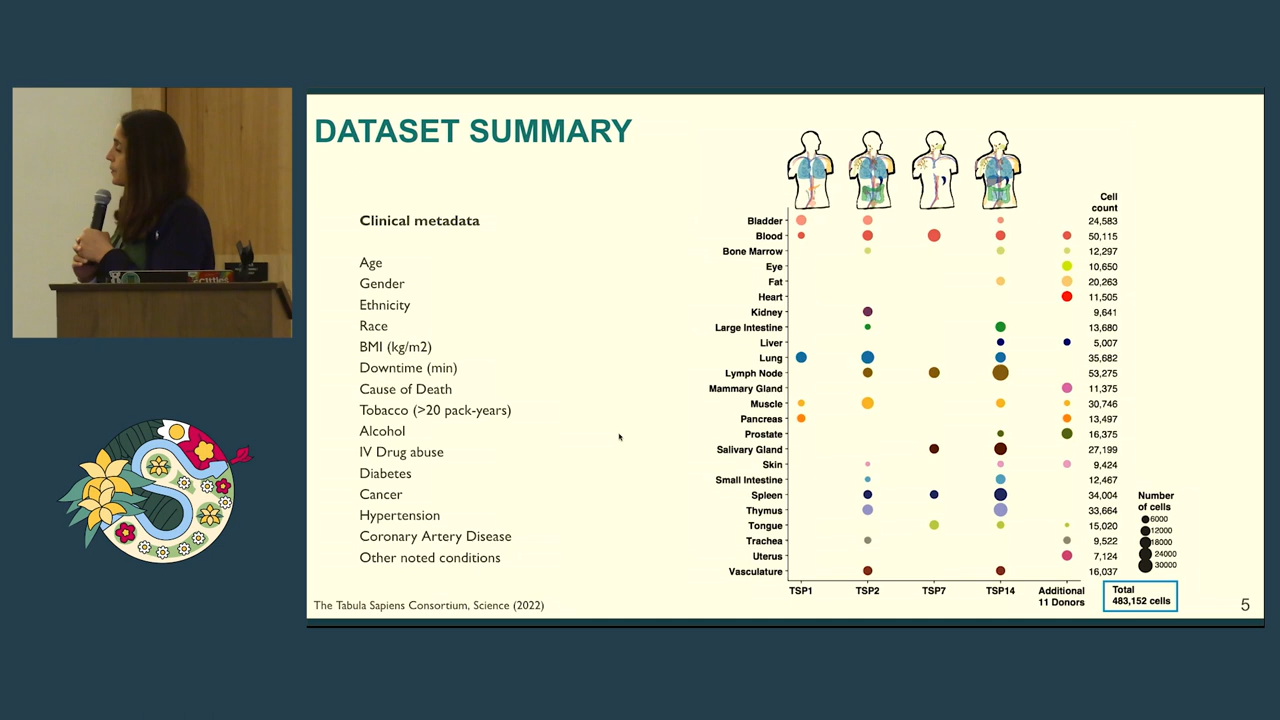 DATASET SUMMARY
Clinical metadata
Age
Gender
Ethnicity
Race
BMI (kg/m2)
Downtime (min)
Cause of Death
Tobacco (>20 pack-years)
Alcohol
IV Drug abuse
Diabetes
Cancer
Hypertension
Coronary Artery Disease
Other noted conditions
Cell
count
Bladder 24,583
Blood 50,115
Bone Marrow 12,297
Eye 10,650
Fat 20,263
Heart 11,505
Kidney 9,641
Large Intestine 13,680
Liver 5,007
Lung 35,682
Lymph Node 53,275
Mammary Gland 11,375
Muscle 30,746
Pancreas 13,497
Prostate 16,375
Salivary Gland 27,199
Skin 9,424
Small Intestine 12,467
Spleen 34,004
Thymus 33,664
Tongue 15,020
Trachea 9,522
Uterus 7,124
Vasculature 16,037
TSP1 TSP2 TSP7 TSP14 Additional
11 Donors
Number
of cells
6000
12000
18000
24000
30000
Total
483,152 cells
The Tabula Sapiens Consortium, Science (2022)
5